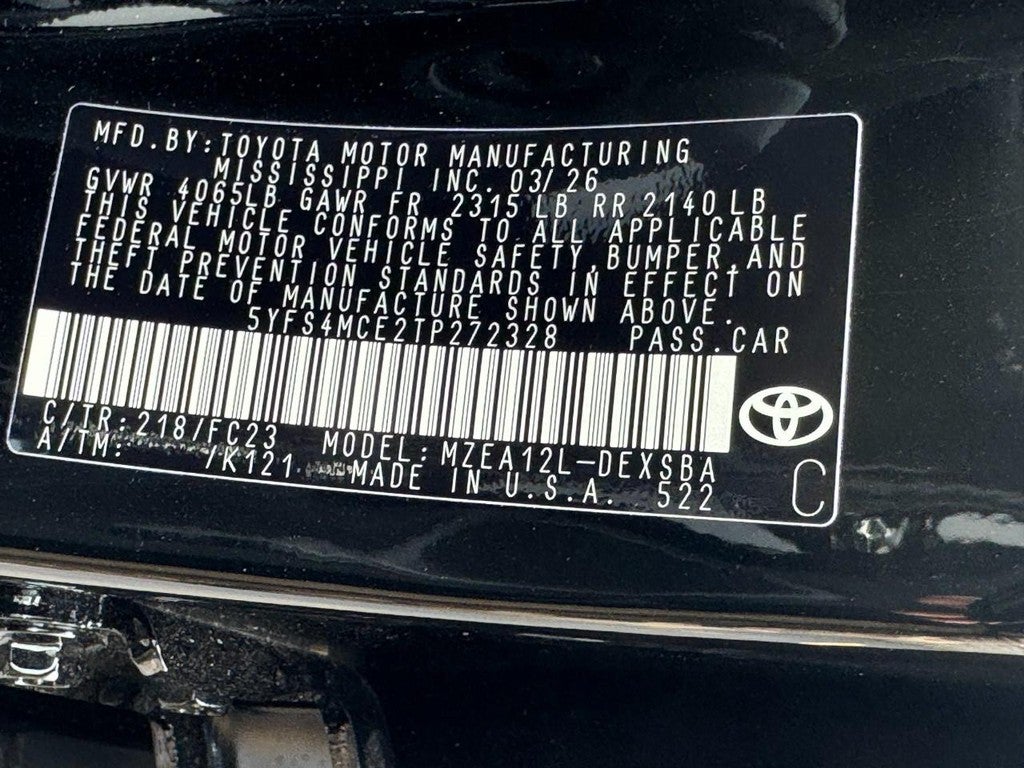 MFD. BY: TOYOTA MOTOR MANUFACTURING
MISSISSIPPI INC. 03/26
GVWR 4065LB GAWR FR 2315 LB RR 2140 LB
THIS VEHICLE CONFORMS TO ALL APPLICABLE
FEDERAL MOTOR VEHICLE SAFETY, BUMPER, AND
THEFT PREVENTION STANDARDS IN EFFECT ON
THE DATE OF MANUFACTURE SHOWN ABOVE.
5YFS4MCE2TP272328 PASS. CAR
C/TR: 218/FC23 MODEL: MZEA12L-DEXSBA
A/TM: /K121 MADE IN U.S.A. 522
C